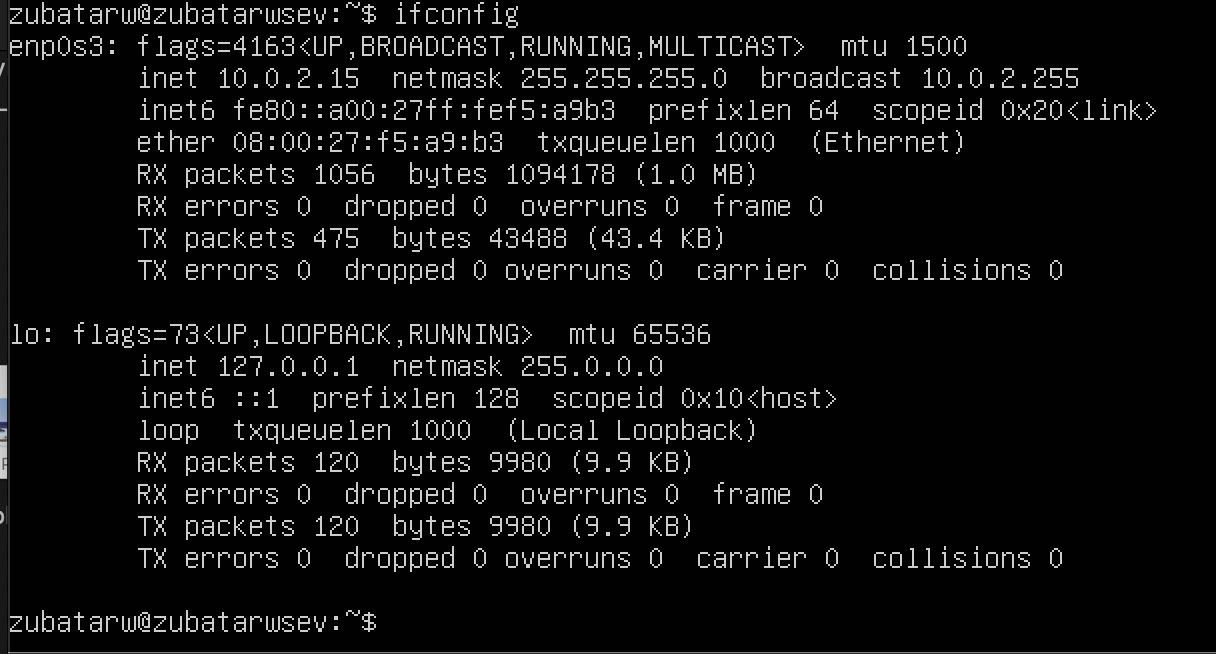 zubatarw@zubatarwsev:~$ ifconfig
enp0s3: flags=4163<UP,BROADCAST,RUNNING,MULTICAST>  mtu 1500
        inet 10.0.2.15  netmask 255.255.255.0  broadcast 10.0.2.255
        inet6 fe80::a00:27ff:fef5:a9b3  prefixlen 64  scopeid 0x20<link>
        ether 08:00:27:f5:a9:b3  txqueuelen 1000  (Ethernet)
        RX packets 1056  bytes 1094178 (1.0 MB)
        RX errors 0  dropped 0  overruns 0  frame 0
        TX packets 475  bytes 43488 (43.4 KB)
        TX errors 0  dropped 0 overruns 0  carrier 0  collisions 0

lo: flags=73<UP,LOOPBACK,RUNNING>  mtu 65536
        inet 127.0.0.1  netmask 255.0.0.0
        inet6 ::1  prefixlen 128  scopeid 0x10<host>
        loop  txqueuelen 1000  (Local Loopback)
        RX packets 120  bytes 9980 (9.9 KB)
        RX errors 0  dropped 0  overruns 0  frame 0
        TX packets 120  bytes 9980 (9.9 KB)
        TX errors 0  dropped 0 overruns 0  carrier 0  collisions 0

zubatarw@zubatarwsev:~$